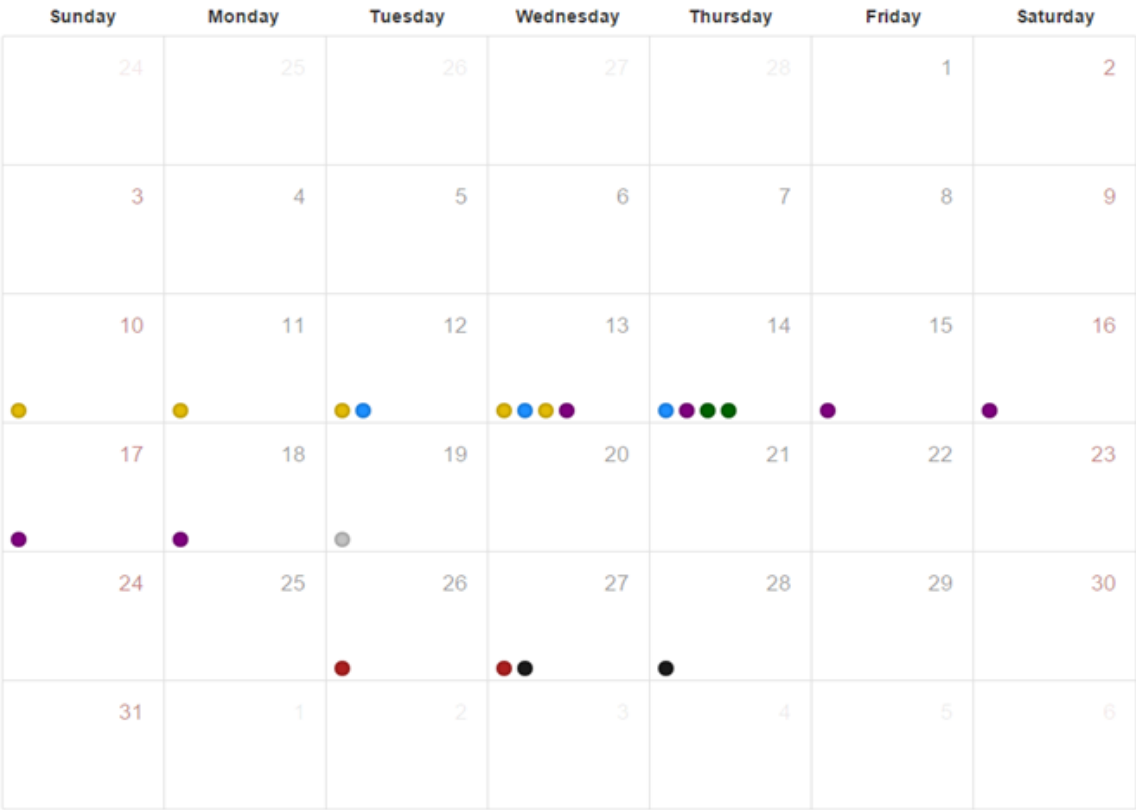 Sunday Monday Tuesday Wednesday Thursday Friday Saturday
24 25 26 27 28 1 2
3 4 5 6 7 8 9
10 11 12 13 14 15 16
17 18 19 20 21 22 23
24 25 26 27 28 29 30
31 1 2 3 4 5 6